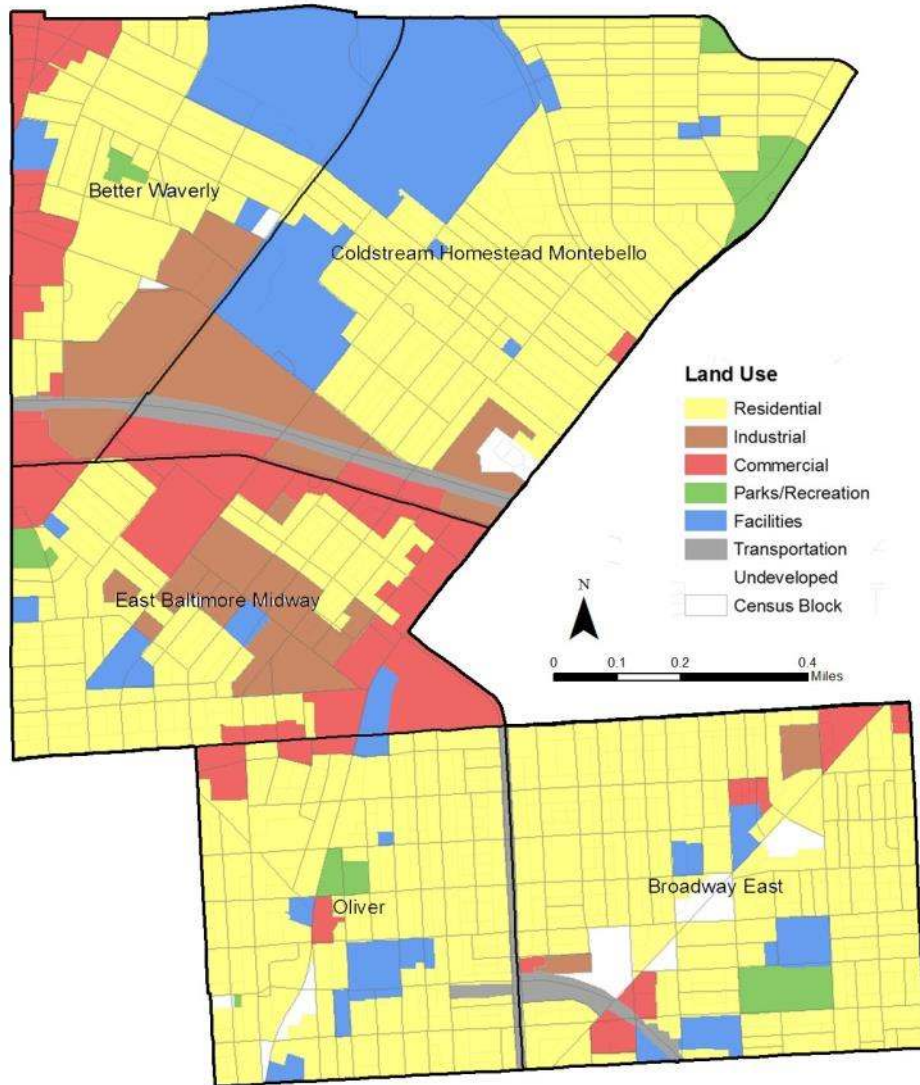 Better Waverly
Coldstream Homestead Montebello
Land Use
Residential
Industrial
Commercial
Parks/Recreation
Facilities
Transportation
Undeveloped
Census Block
East Baltimore Midway
N
0 0.1 0.2 0.4
Miles
Broadway East
Oliver